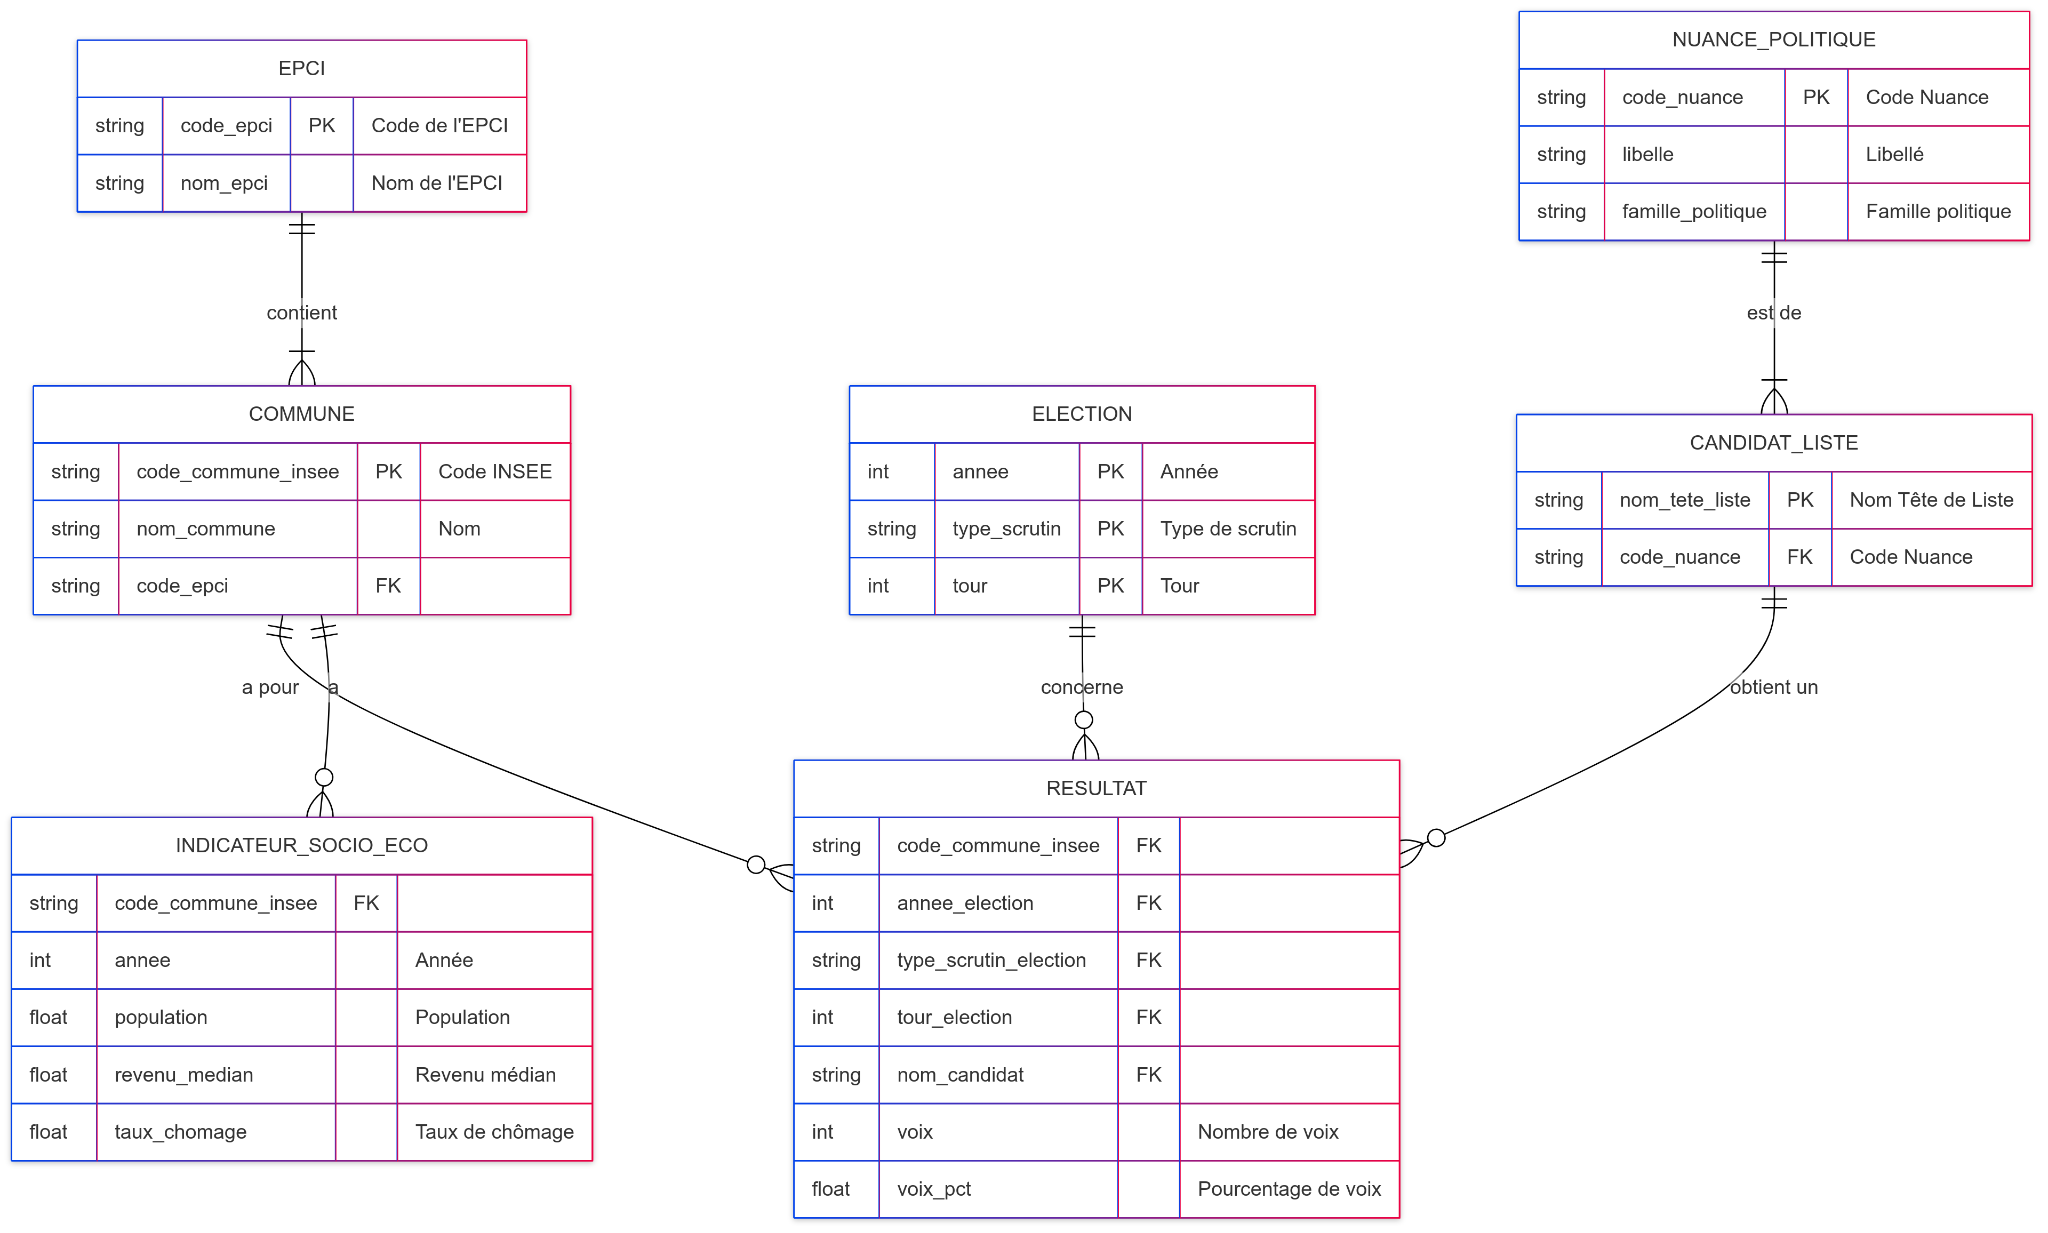 EPCI
string code_epci PK Code de l'EPCI
string nom_epci Nom de l'EPCI
NUANCE_POLITIQUE
string code_nuance PK Code Nuance
string libelle Libellé
string famille_politique Famille politique
contient
est de
COMMUNE
string code_commune_insee PK Code INSEE
string nom_commune Nom
string code_epci FK
ELECTION
int annee PK Année
string type_scrutin PK Type de scrutin
int tour PK Tour
CANDIDAT_LISTE
string nom_tete_liste PK Nom Tête de Liste
string code_nuance FK Code Nuance
a pour
a
concerne
obtient un
INDICATEUR_SOCIO_ECO
string code_commune_insee FK
int annee Année
float population Population
float revenu_median Revenu médian
float taux_chomage Taux de chômage
RESULTAT
string code_commune_insee FK
int annee_election FK
string type_scrutin_election FK
int tour_election FK
string nom_candidat FK
int voix Nombre de voix
float voix_pct Pourcentage de voix